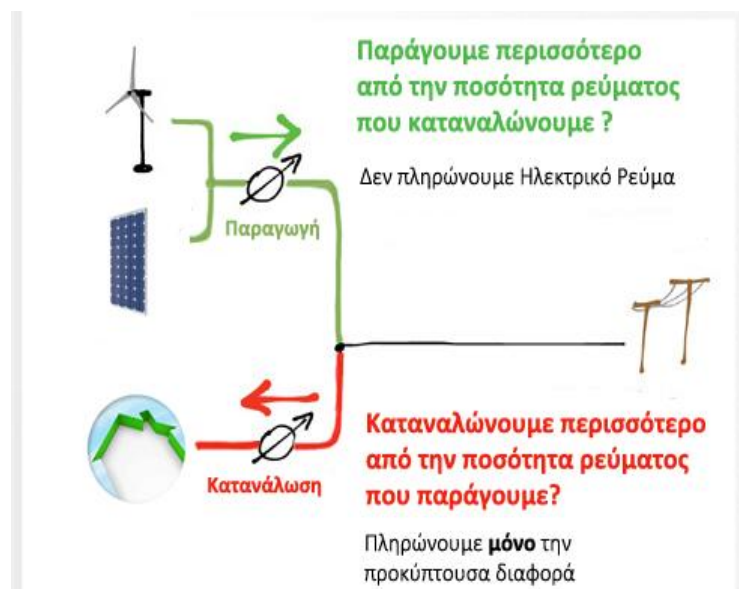 Παράγουμε περισσότερο
από την ποσότητα ρεύματος
που καταναλώνουμε ?
Δεν πληρώνουμε Ηλεκτρικό Ρεύμα
Παραγωγή
Καταναλώνουμε περισσότερο
από την ποσότητα ρεύματος
που παράγουμε?
Κατανάλωση
Πληρώνουμε μόνο την
προκύπτουσα διαφορά